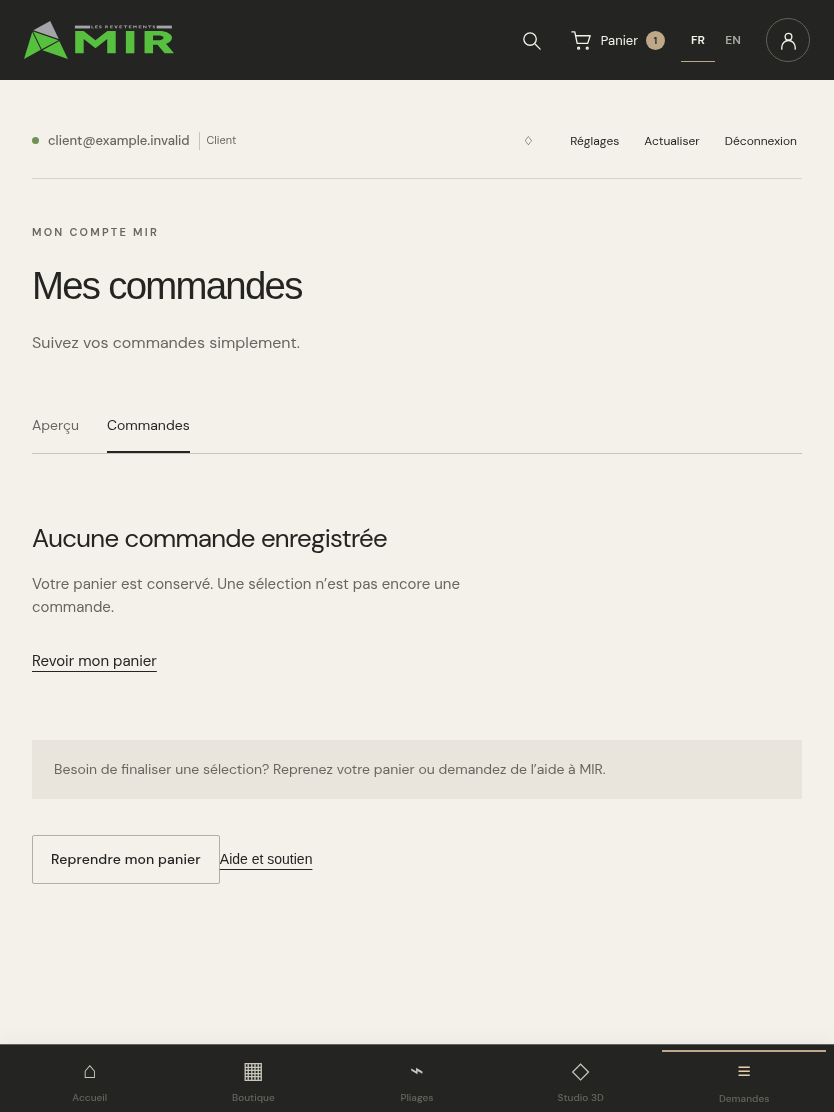 LES REVÊTEMENTS
MIR
Panier 1 FR EN
client@example.invalid Client Réglages Actualiser Déconnexion
MON COMPTE MIR
Mes commandes
Suivez vos commandes simplement.
Aperçu Commandes
Aucune commande enregistrée
Votre panier est conservé. Une sélection n’est pas encore une
commande.
Revoir mon panier
Besoin de finaliser une sélection? Reprenez votre panier ou demandez de l’aide à MIR.
Reprendre mon panier Aide et soutien
Accueil Boutique Pliages Studio 3D Demandes